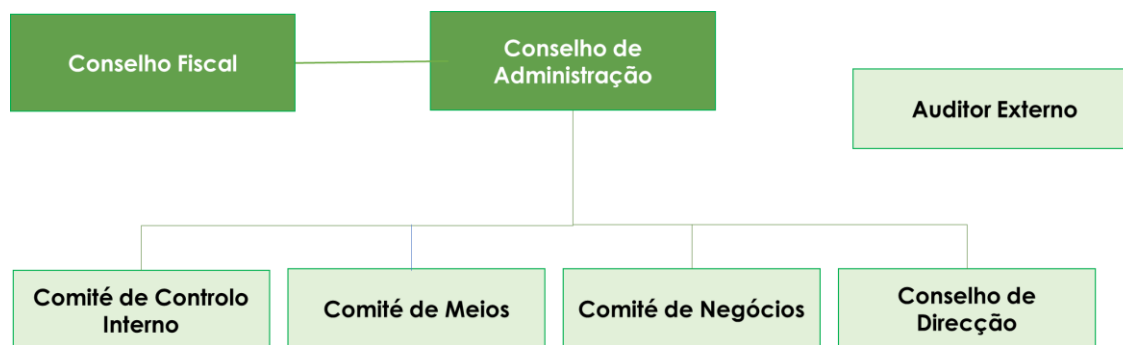 Conselho Fiscal
Conselho de
Administração
Auditor Externo
Comité de Controlo
Interno
Comité de Meios
Comité de Negócios
Conselho de
Direcção